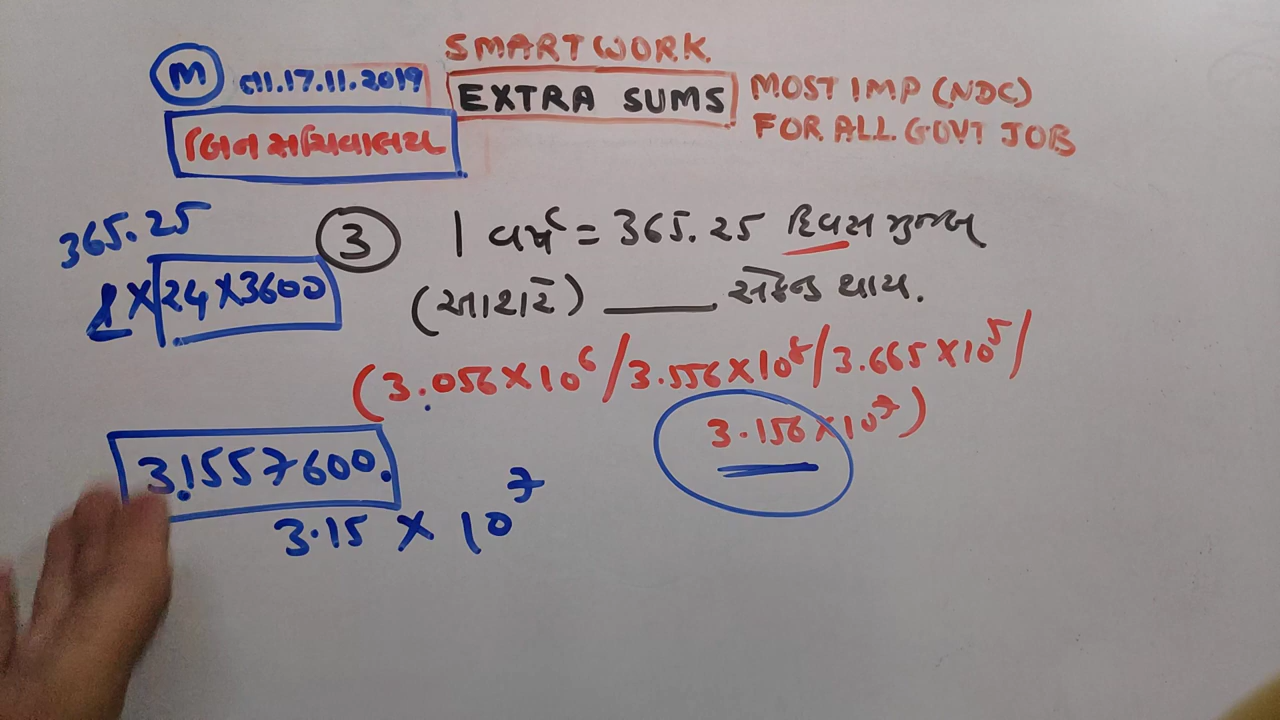 SMART WORK.
M તા.17.11.2019 EXTRA SUMS MOST IMP (NDC)
બિન સચિવાલય FOR ALL GOVT JOB
365.25
3 1 વર્ષ = 365.25 દિવસ મુજબ
1 × 24 × 3600
(આશરે) ______ સેકેન્ડ થાય.
(3.056×10⁶/3.556×10⁸/3.665×10⁵/
3.156×10⁷)
3.1557600.
3.15 × 10⁷